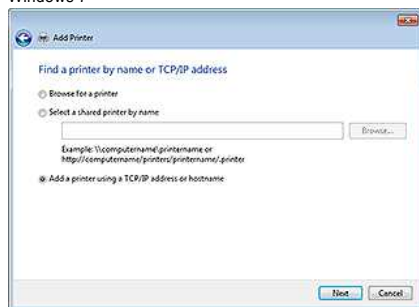 Add Printer
Find a printer by name or TCP/IP address
Browse for a printer
Select a shared printer by name
Browse...
Example: \\computername\printername or
http://computername/printers/printername/.printer
Add a printer using a TCP/IP address or hostname
Next
Cancel